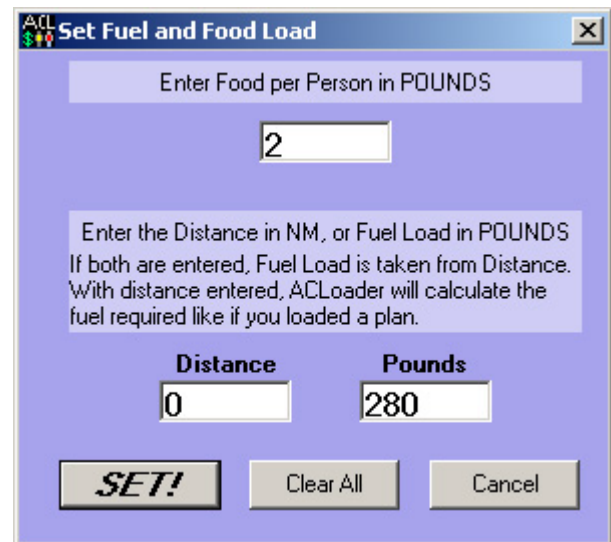 ACL
$
Set Fuel and Food Load
Enter Food per Person in POUNDS
2
Enter the Distance in NM, or Fuel Load in POUNDS
If both are entered, Fuel Load is taken from Distance.
With distance entered, ACLoader will calculate the
fuel required like if you loaded a plan.
Distance Pounds
0 280
SET! Clear All Cancel